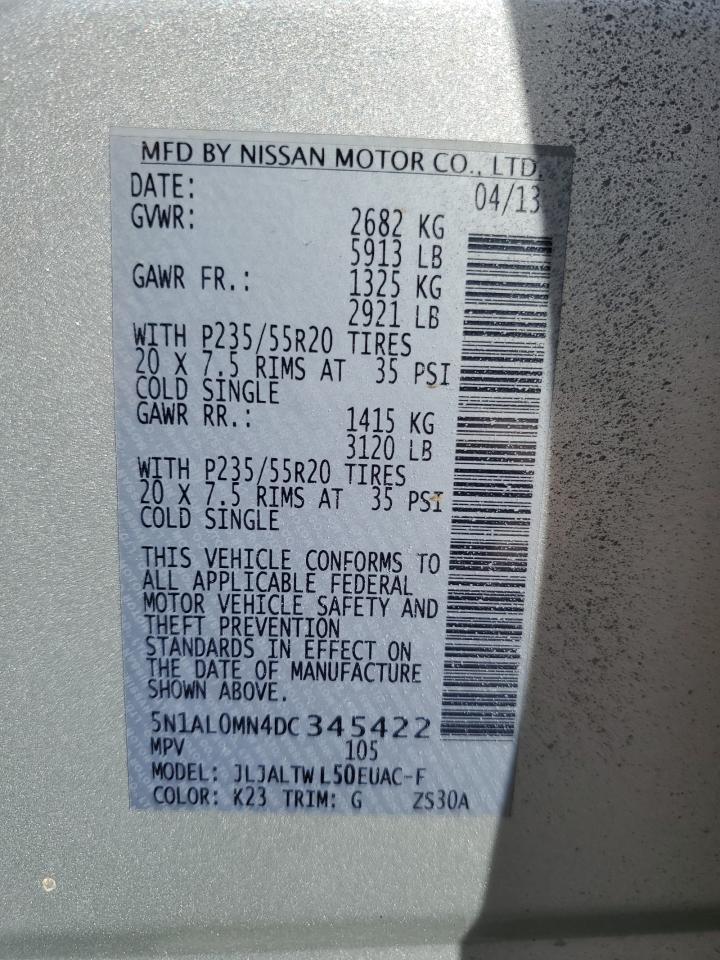 MFD BY NISSAN MOTOR CO., LTD.
DATE: 04/13
GVWR: 2682 KG
5913 LB
GAWR FR.: 1325 KG
2921 LB
WITH P235/55R20 TIRES
20 X 7.5 RIMS AT 35 PSI
COLD SINGLE
GAWR RR.: 1415 KG
3120 LB
WITH P235/55R20 TIRES
20 X 7.5 RIMS AT 35 PSI
COLD SINGLE
THIS VEHICLE CONFORMS TO
ALL APPLICABLE FEDERAL
MOTOR VEHICLE SAFETY AND
THEFT PREVENTION
STANDARDS IN EFFECT ON
THE DATE OF MANUFACTURE
SHOWN ABOVE.
5N1AL0MN4DC345422
MPV 105
MODEL: JLJALTWL50EUAC-F
COLOR: K23 TRIM: G ZS30A